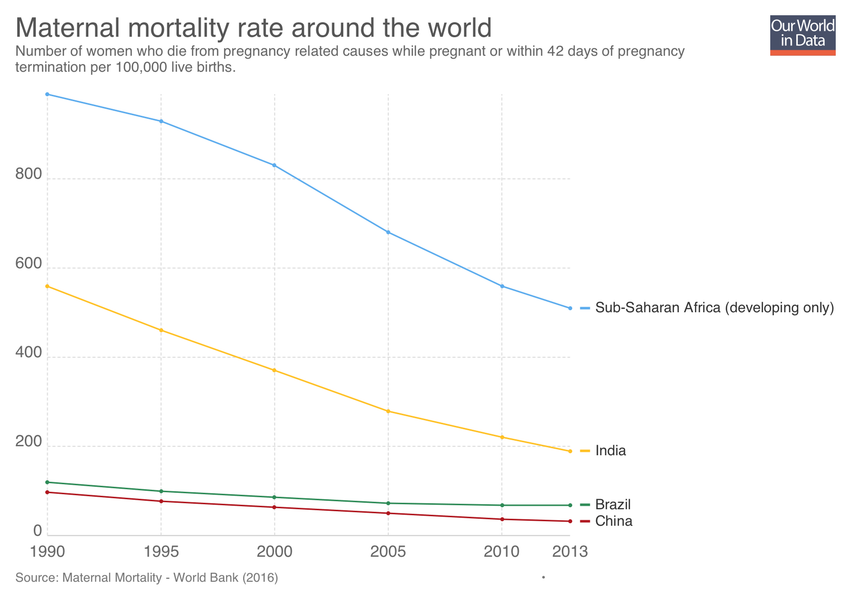 Maternal mortality rate around the world
Our World
in Data
Number of women who die from pregnancy related causes while pregnant or within 42 days of pregnancy
termination per 100,000 live births.
800
600
400
200
0
Sub-Saharan Africa (developing only)
India
Brazil
China
1990 1995 2000 2005 2010 2013
Source: Maternal Mortality - World Bank (2016)